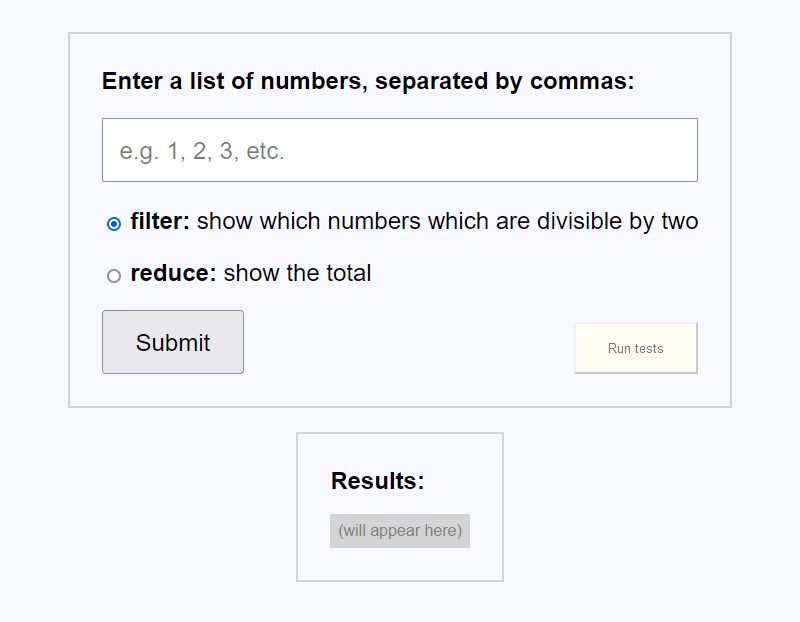 Enter a list of numbers, separated by commas:
e.g. 1, 2, 3, etc.
filter: show which numbers which are divisible by two
reduce: show the total
Submit
Run tests
Results:
(will appear here)